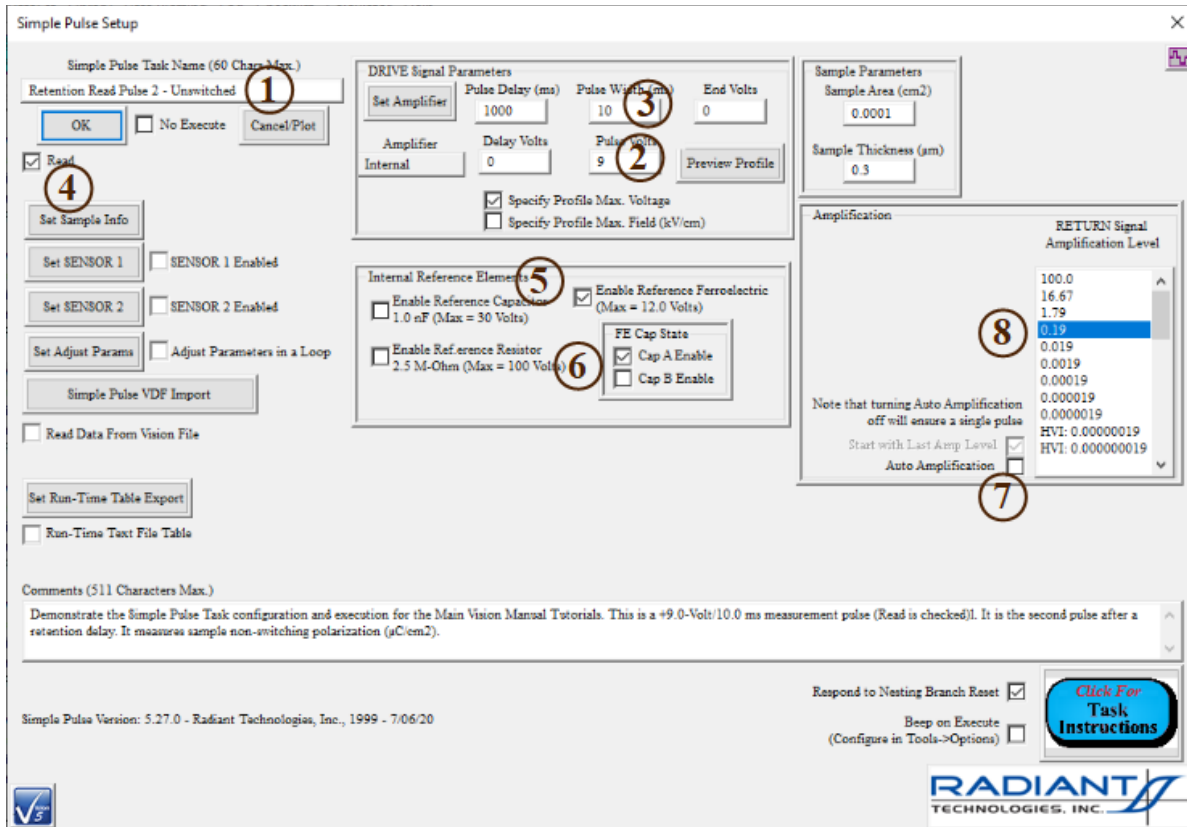 Simple Pulse Setup
Simple Pulse Task Name (60 Chars Max.)
Retention Read Pulse 2 - Unswitched
1
OK
No Execute
Cancel/Plot
Read
4
Set Sample Info
Set SENSOR 1
SENSOR 1 Enabled
Set SENSOR 2
SENSOR 2 Enabled
Set Adjust Params
Adjust Parameters in a Loop
Simple Pulse VDF Import
Read Data From Vision File
Set Run-Time Table Export
Run-Time Text File Table
DRIVE Signal Parameters
Set Amplifier
Pulse Delay (ms)
1000
Pulse Width (ms)
10
3
End Volts
0
Amplifier
Internal
Delay Volts
0
Pulse Volts
9
2
Preview Profile
Specify Profile Max. Voltage
Specify Profile Max. Field (kV/cm)
Internal Reference Elements
5
Enable Reference Capacitor
1.0 nF (Max = 30 Volts)
Enable Reference Ferroelectric
(Max = 12.0 Volts)
Enable Ref.erence Resistor
2.5 M-Ohm (Max = 100 Volts)
6
FE Cap State
Cap A Enable
Cap B Enable
Sample Parameters
Sample Area (cm2)
0.0001
Sample Thickness (µm)
0.3
Amplification
RETURN Signal
Amplification Level
100.0
16.67
1.79
0.19
0.019
0.0019
0.00019
0.000019
0.0000019
HVI: 0.00000019
HVI: 0.000000019
8
Note that turning Auto Amplification
off will ensure a single pulse
Start with Last Amp Level
Auto Amplification
7
Comments (511 Characters Max.)
Demonstrate the Simple Pulse Task configuration and execution for the Main Vision Manual Tutorials. This is a +9.0-Volt/10.0 ms measurement pulse (Read is checked)l. It is the second pulse after a
retention delay. It measures sample non-switching polarization (µC/cm2).
Simple Pulse Version: 5.27.0 - Radiant Technologies, Inc., 1999 - 7/06/20
Respond to Nesting Branch Reset
Beep on Execute
(Configure in Tools->Options)
Click For
Task
Instructions
RADIANT
TECHNOLOGIES, INC.
Vision
5